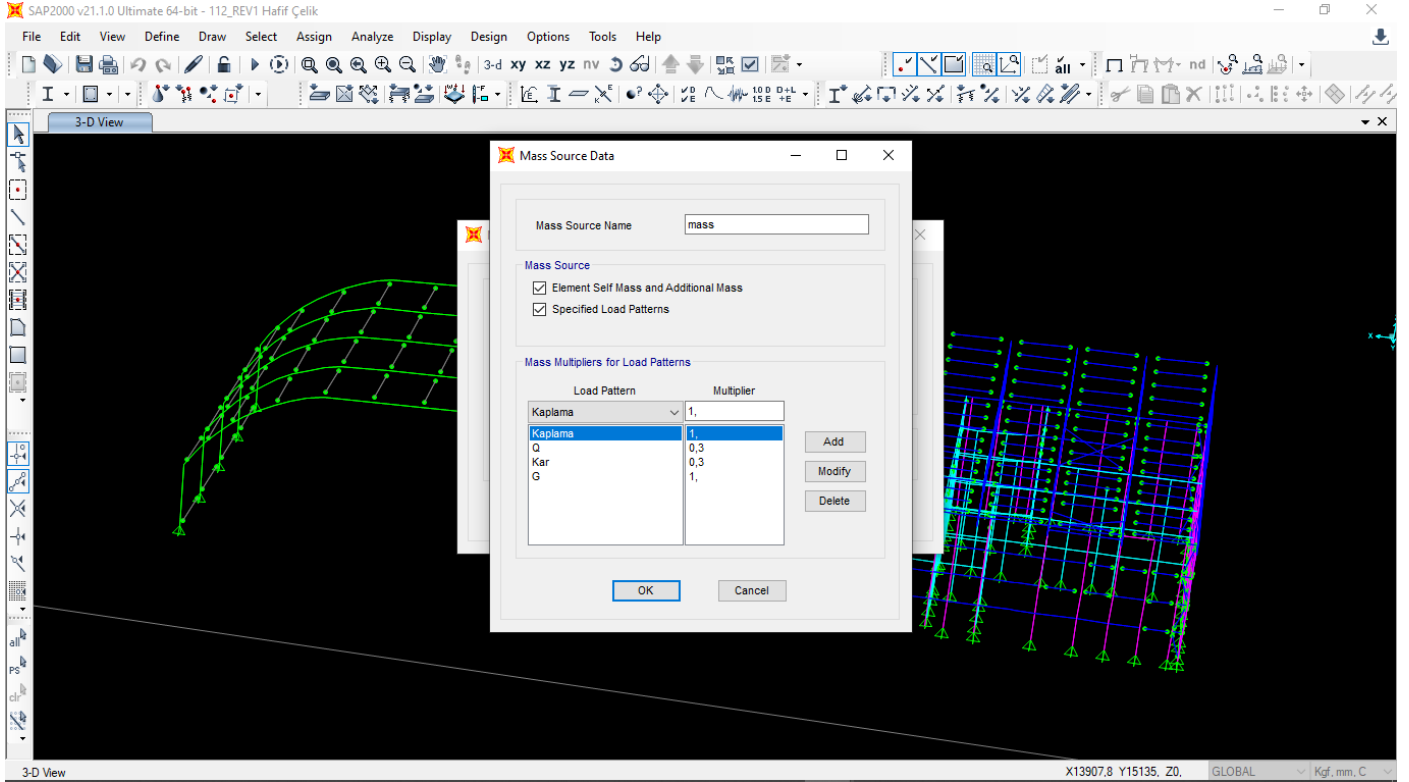 SAP2000 v21.1.0 Ultimate 64-bit - 112_REV1 Hafif Çelik
File Edit View Define Draw Select Assign Analyze Display Design Options Tools Help
3-d xy xz yz nv all nd
3-D View
Mass Source Data
Mass Source Name mass
Mass Source
Element Self Mass and Additional Mass
Specified Load Patterns
Mass Multipliers for Load Patterns
Load Pattern Multiplier
Kaplama 1,
Kaplama 1,
Q 0,3
Kar 0,3
G 1,
Add
Modify
Delete
OK Cancel
all
PS
clr
3-D View X13907,8 Y15135, Z0, GLOBAL Kgf, mm, C